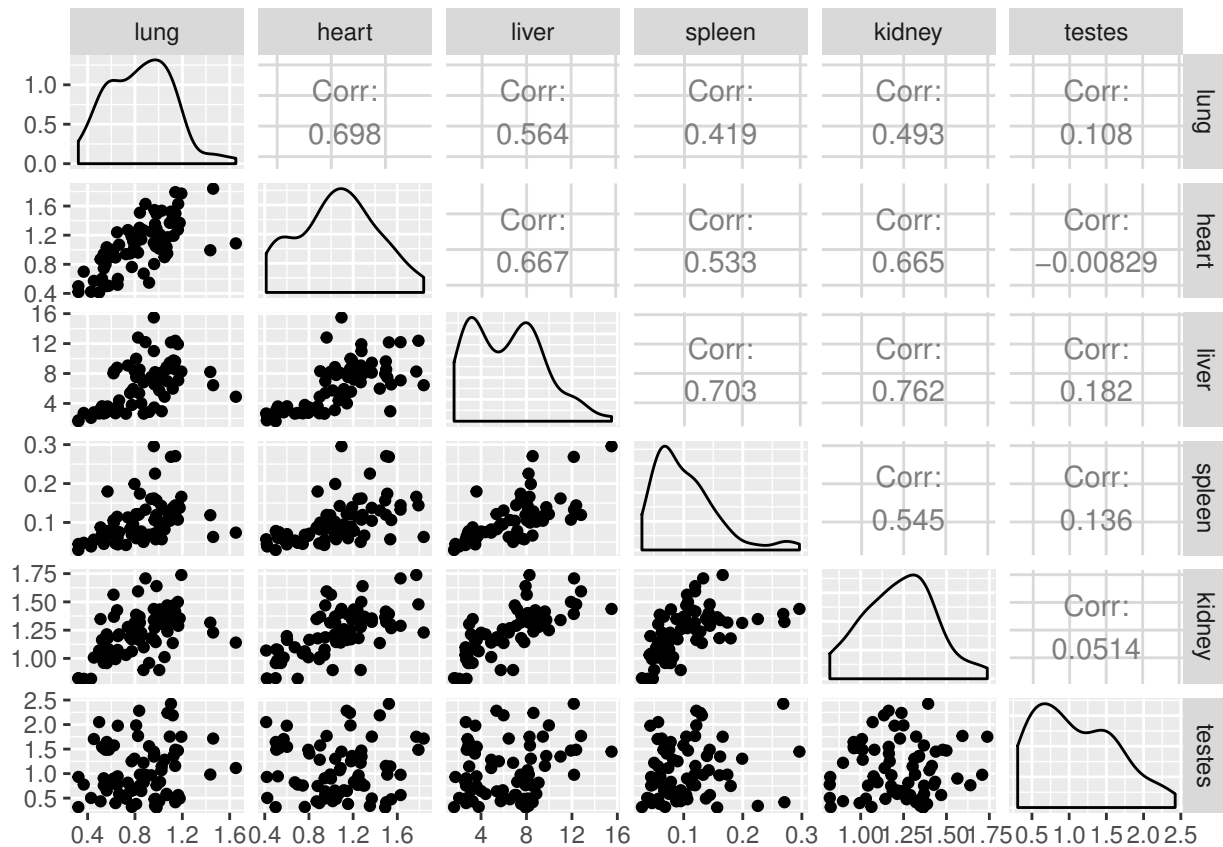 lung heart liver spleen kidney testes
1.0
0.5
0.0
Corr: Corr: Corr: Corr: Corr:
0.698 0.564 0.419 0.493 0.108
lung
1.6
1.2
0.8
0.4
Corr: Corr: Corr: Corr:
0.667 0.533 0.665 −0.00829
heart
16
12
8
4
Corr: Corr: Corr:
0.703 0.762 0.182
liver
0.3
0.2
0.1
Corr: Corr:
0.545 0.136
spleen
1.75
1.50
1.25
1.00
Corr:
0.0514
kidney
2.5
2.0
1.5
1.0
0.5
testes
0.4 0.8 1.2 1.6 0.4 0.8 1.2 1.6 4 8 12 16 0.1 0.2 0.3 1.00 1.25 1.50 1.75 0.5 1.0 1.5 2.0 2.5